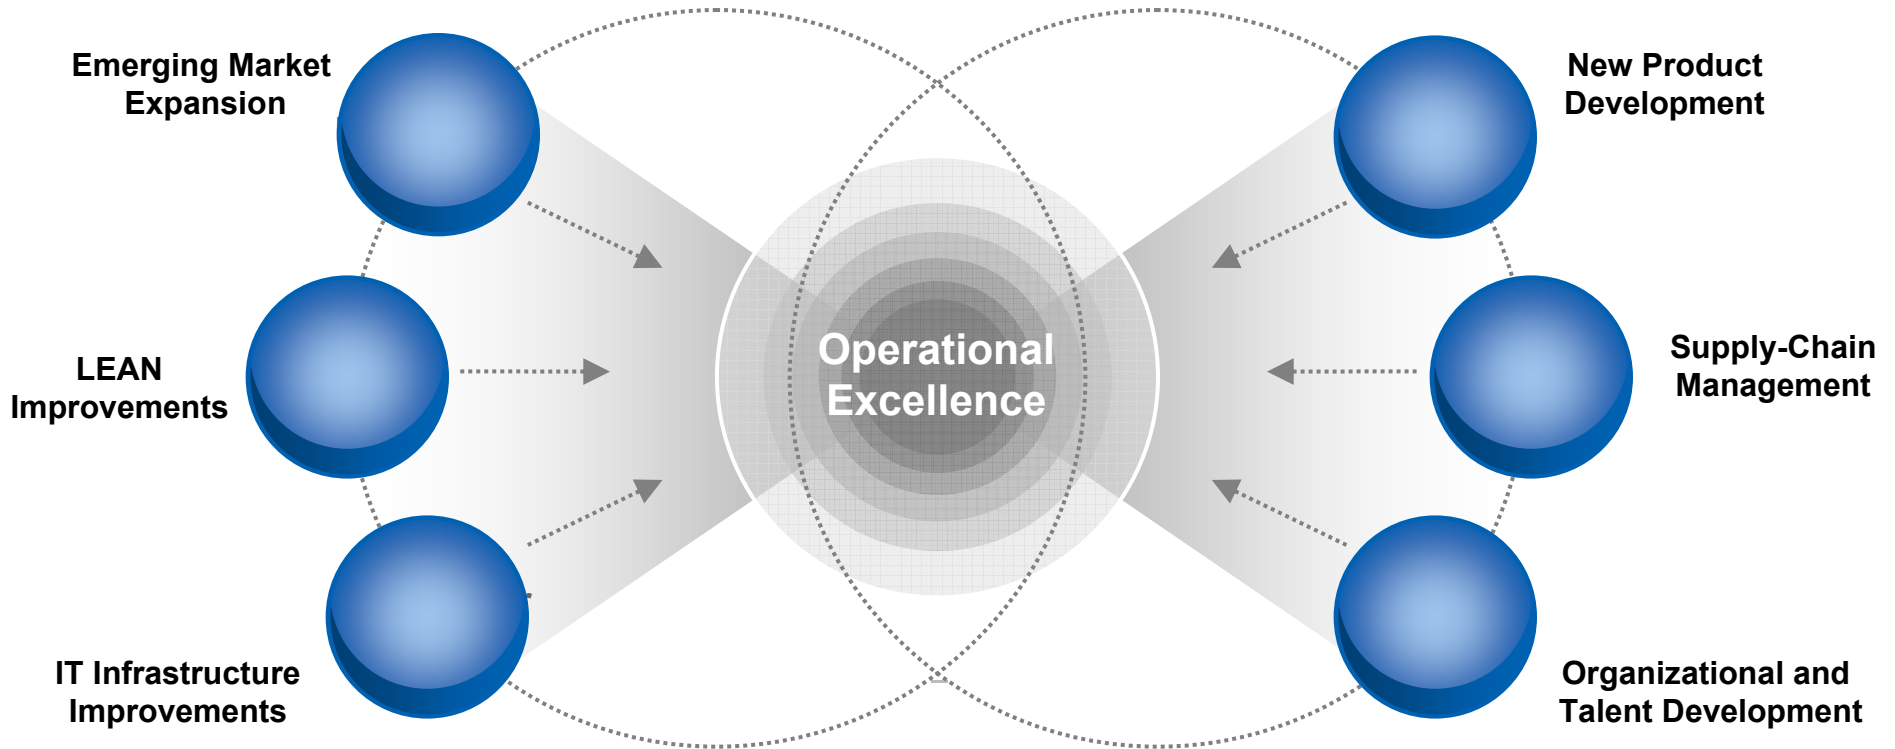 Emerging Market
Expansion
LEAN
Improvements
IT Infrastructure
Improvements
Operational
Excellence
New Product
Development
Supply-Chain
Management
Organizational and
Talent Development